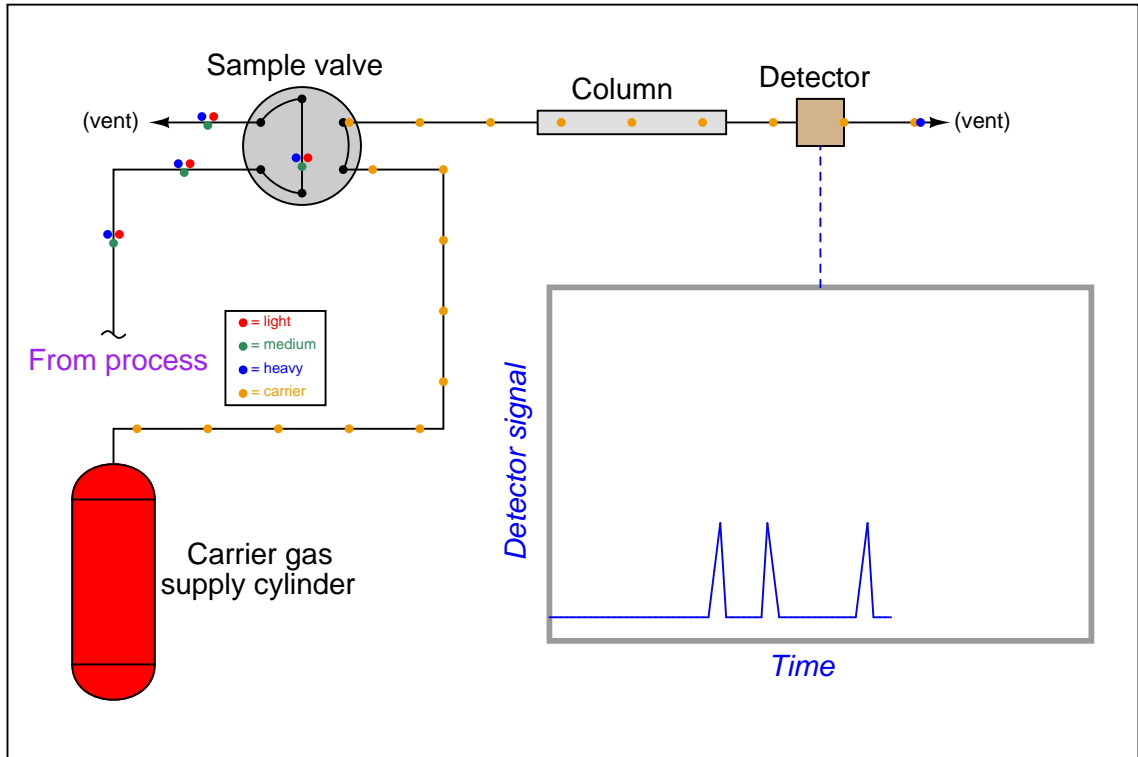 Sample valve
Column
Detector
(vent)
(vent)
From process
= light
= medium
= heavy
= carrier
Detector signal
Carrier gas
supply cylinder
Time